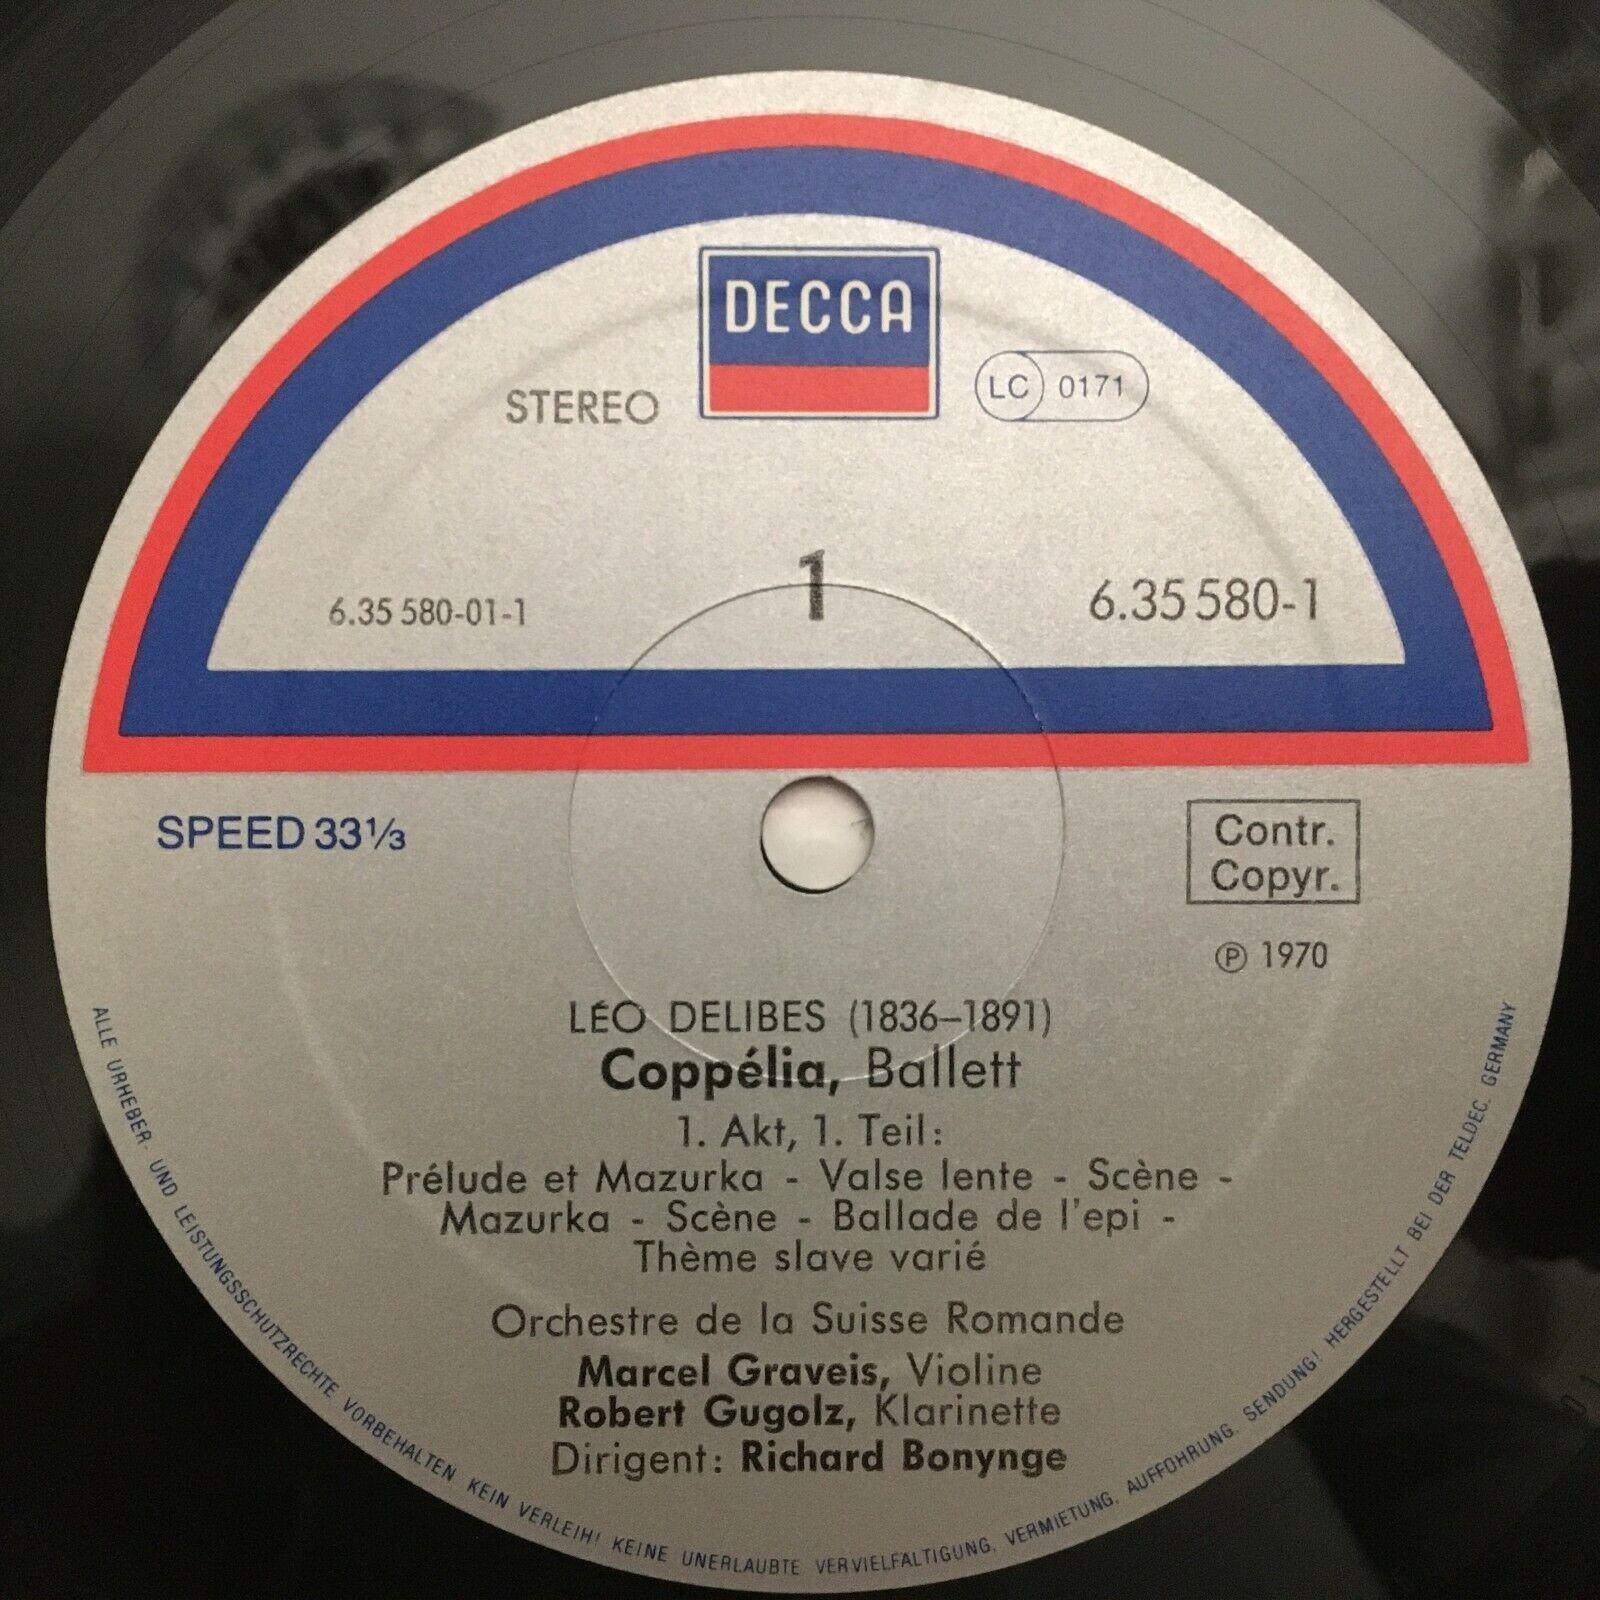 DECCA
STEREO
LC 0171
1
6.35 580-01-1
6.35 580-1
SPEED 33⅓
Contr.
Copyr.
℗ 1970
LÉO DELIBES (1836–1891)
Coppélia, Ballett
1. Akt, 1. Teil:
Prélude et Mazurka - Valse lente - Scène -
Mazurka - Scène - Ballade de l'epi -
Thème slave varié
Orchestre de la Suisse Romande
Marcel Graveis, Violine
Robert Gugolz, Klarinette
Dirigent: Richard Bonynge
ALLE URHEBER- UND LEISTUNGSSCHUTZRECHTE VORBEHALTEN KEIN VERLEIH! KEINE UNERLAUBTE VERVIELFALTIGUNG, VERMIETUNG, AUFFOHRUNG, SENDUNG! HERGESTELLT BEI DER TELDEC, GERMANY